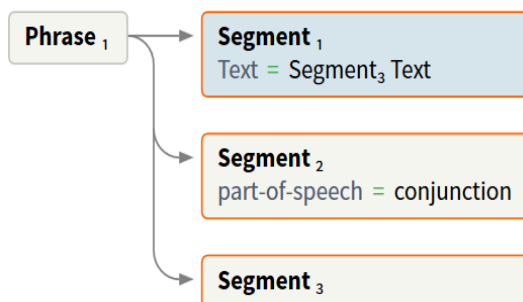 Phrase 1
Segment 1
Text = Segment3 Text
Segment 2
part-of-speech = conjunction
Segment 3